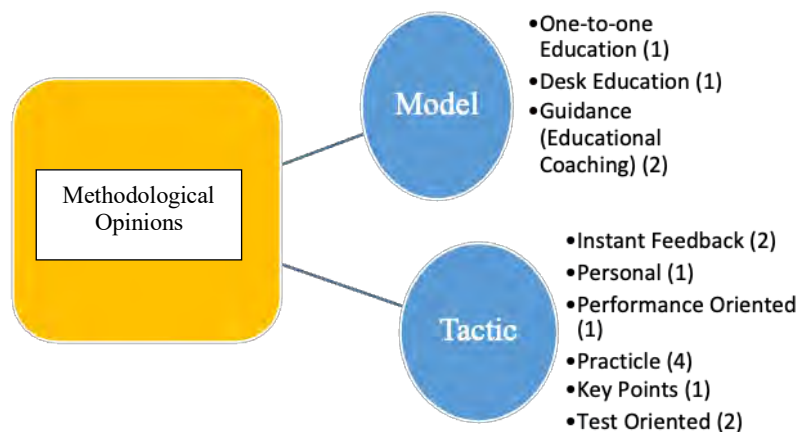 Methodological
Opinions
Model
•One-to-one
Education (1)
•Desk Education (1)
•Guidance
(Educational
Coaching) (2)
Tactic
•Instant Feedback (2)
•Personal (1)
•Performance Oriented
(1)
•Practicle (4)
•Key Points (1)
•Test Oriented (2)